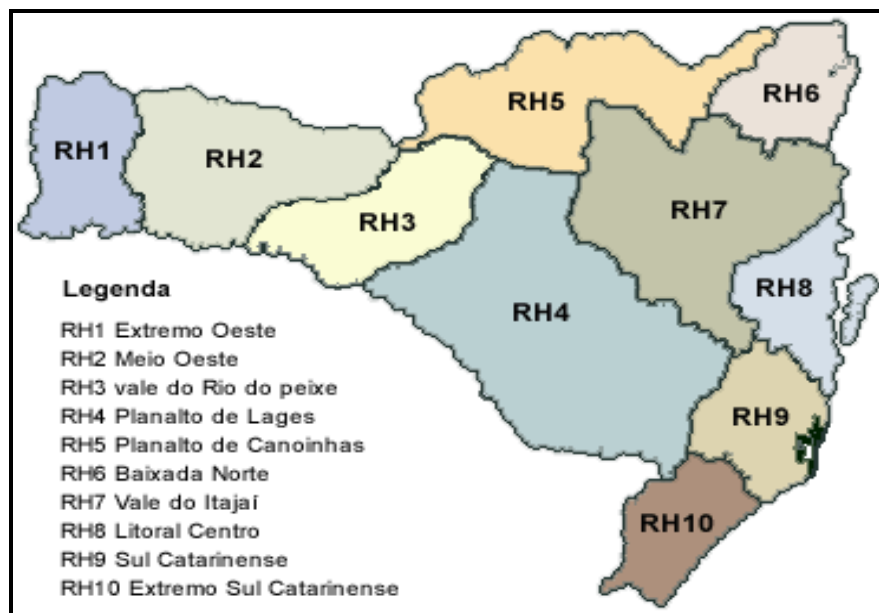 RH5
RH6
RH1
RH2
RH3
RH7
RH8
RH4
RH9
RH10
Legenda
RH1 Extremo Oeste
RH2 Meio Oeste
RH3 vale do Rio do peixe
RH4 Planalto de Lages
RH5 Planalto de Canoinhas
RH6 Baixada Norte
RH7 Vale do Itajaí
RH8 Litoral Centro
RH9 Sul Catarinense
RH10 Extremo Sul Catarinense